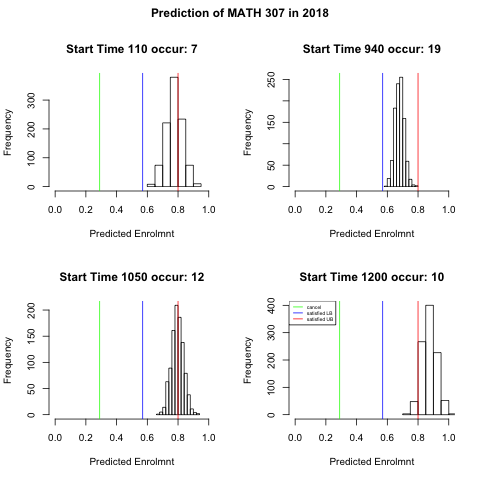 Prediction of MATH 307 in 2018
Start Time 110 occur: 7
Frequency
0 100 200 300
0.0 0.2 0.4 0.6 0.8 1.0
Predicted Enrolmnt
Start Time 940 occur: 19
Frequency
0 50 150 250
0.0 0.2 0.4 0.6 0.8 1.0
Predicted Enrolmnt
Start Time 1050 occur: 12
Frequency
0 50 100 150 200
0.0 0.2 0.4 0.6 0.8 1.0
Predicted Enrolmnt
Start Time 1200 occur: 10
Frequency
0 100 200 300 400
cancel
satisfied LB
satisfied UB
0.0 0.2 0.4 0.6 0.8 1.0
Predicted Enrolmnt